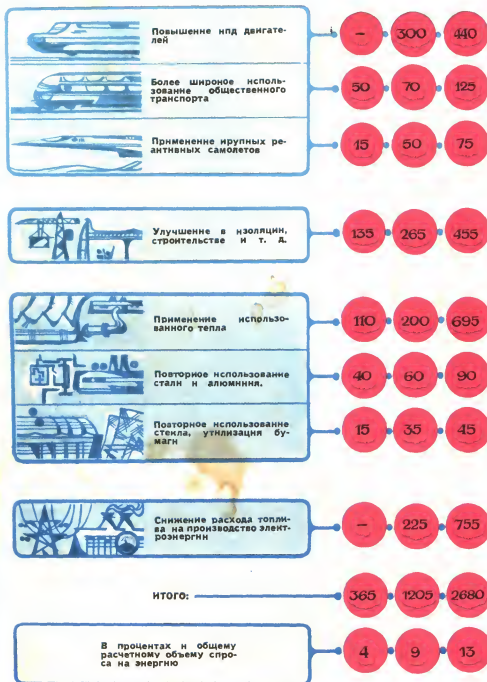 Повышение кпд двигате-
лей
– 300 440
Более широкое исполь-
зование общественного
транспорта
50 70 125
Применение крупных ре-
активных самолетов
15 50 75
Улучшение в изоляции,
строительстве и т. д.
135 265 455
Применение использо-
ванного тепла
110 200 695
Повторное использование
стали и алюминия.
40 60 90
Повторное использование
стекла, утилизация бу-
маги
15 35 45
Снижение расхода топли-
ва на производство элект-
роэнергии
– 225 755
ИТОГО:
365 1205 2680
В процентах к общему
расчетному объему спро-
са на энергию
4 9 13